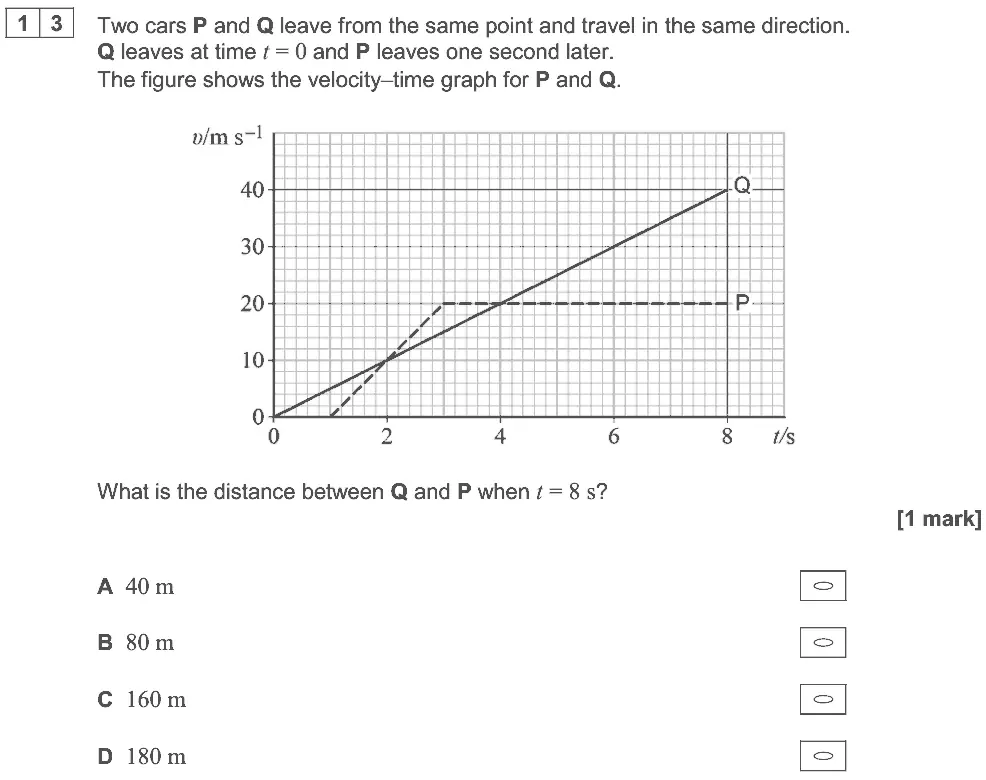 1 3 Two cars P and Q leave from the same point and travel in the same direction.
Q leaves at time t = 0 and P leaves one second later.
The figure shows the velocity–time graph for P and Q.
v/m s⁻¹
40
Q
30
20
P
10
0
0 2 4 6 8 t/s
What is the distance between Q and P when t = 8 s?
[1 mark]
A 40 m
B 80 m
C 160 m
D 180 m